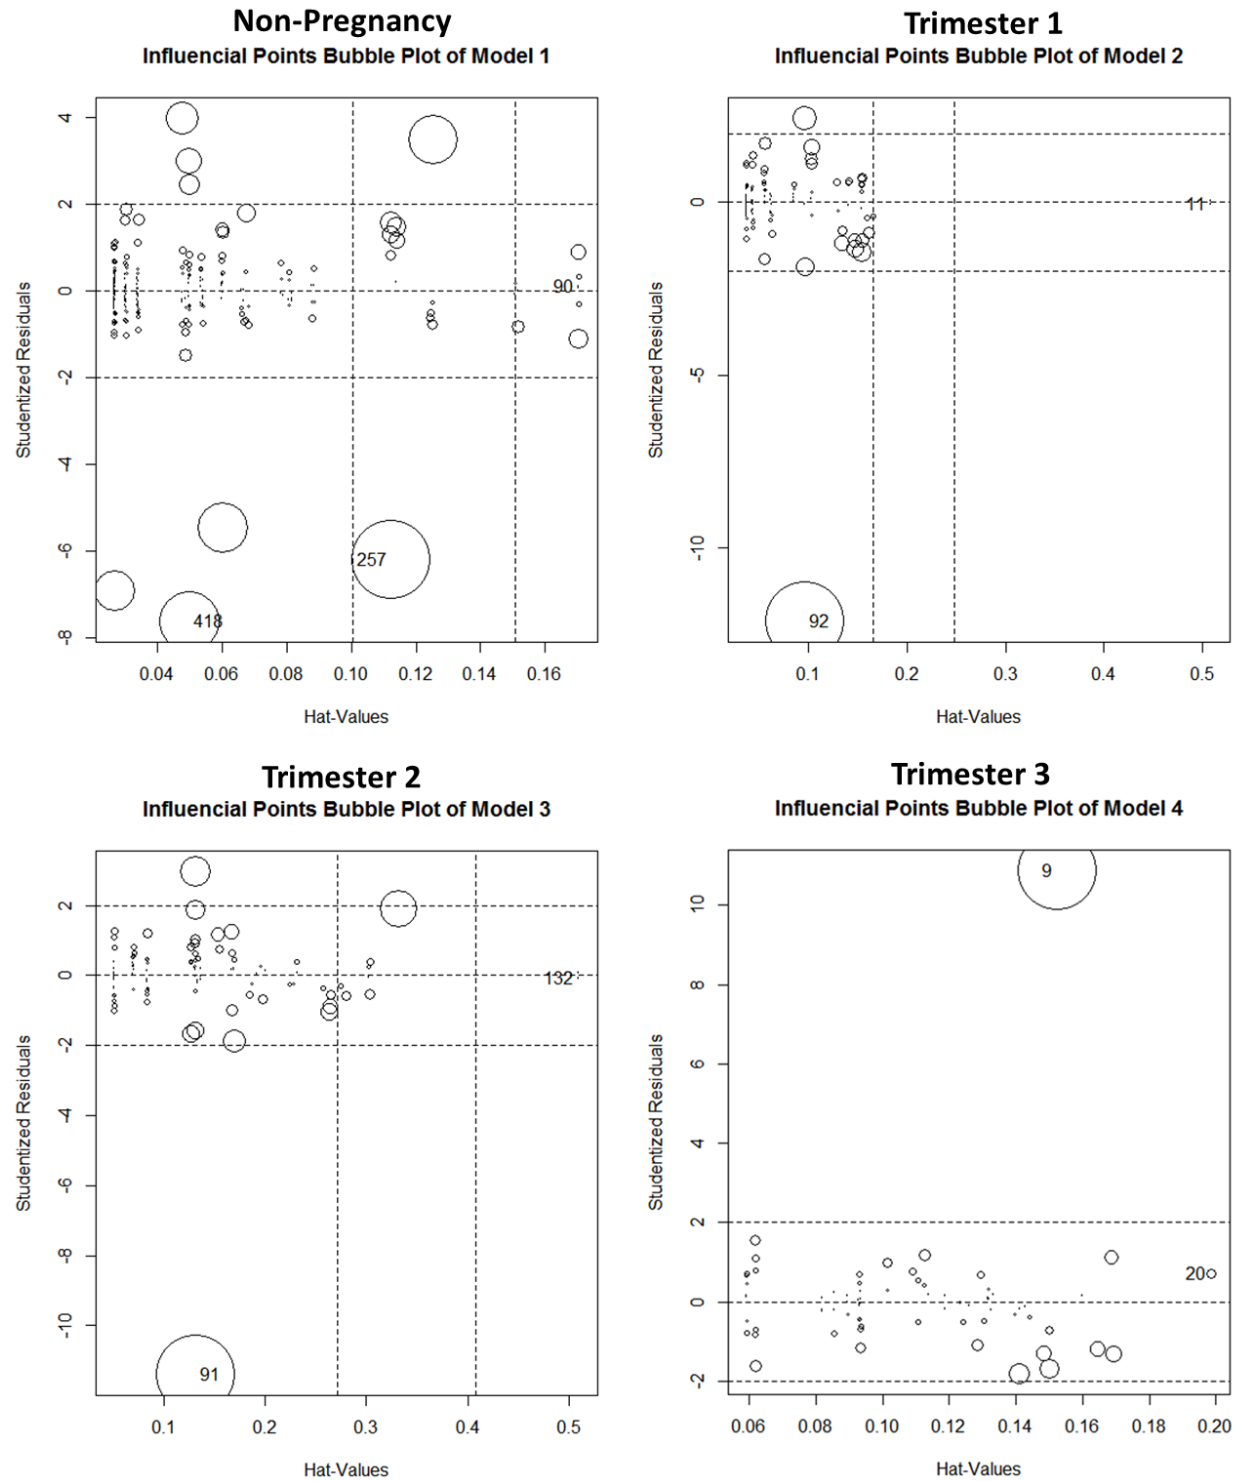 Non-Pregnancy
Influencial Points Bubble Plot of Model 1
Studentized Residuals
4
2
0
-2
-4
-6
-8
90
257
418
0.04 0.06 0.08 0.10 0.12 0.14 0.16
Hat-Values
Trimester 1
Influencial Points Bubble Plot of Model 2
Studentized Residuals
0
-5
-10
11
92
0.1 0.2 0.3 0.4 0.5
Hat-Values
Trimester 2
Influencial Points Bubble Plot of Model 3
Studentized Residuals
2
0
-2
-4
-6
-8
-10
132
91
0.1 0.2 0.3 0.5
Hat-Values
Trimester 3
Influencial Points Bubble Plot of Model 4
Studentized Residuals
10
8
6
4
2
0
-2
9
20
0.06 0.08 0.10 0.12 0.14 0.16 0.18 0.20
Hat-Values